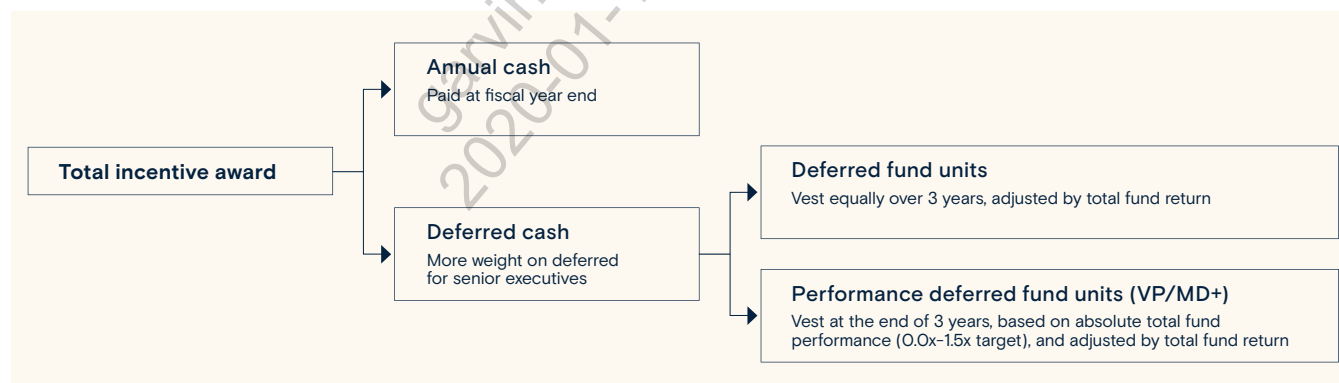 Total incentive award
Annual cash
Paid at fiscal year end
Deferred cash
More weight on deferred
for senior executives
Deferred fund units
Vest equally over 3 years, adjusted by total fund return
Performance deferred fund units (VP/MD+)
Vest at the end of 3 years, based on absolute total fund
performance (0.0x–1.5x target), and adjusted by total fund return
2020-01-